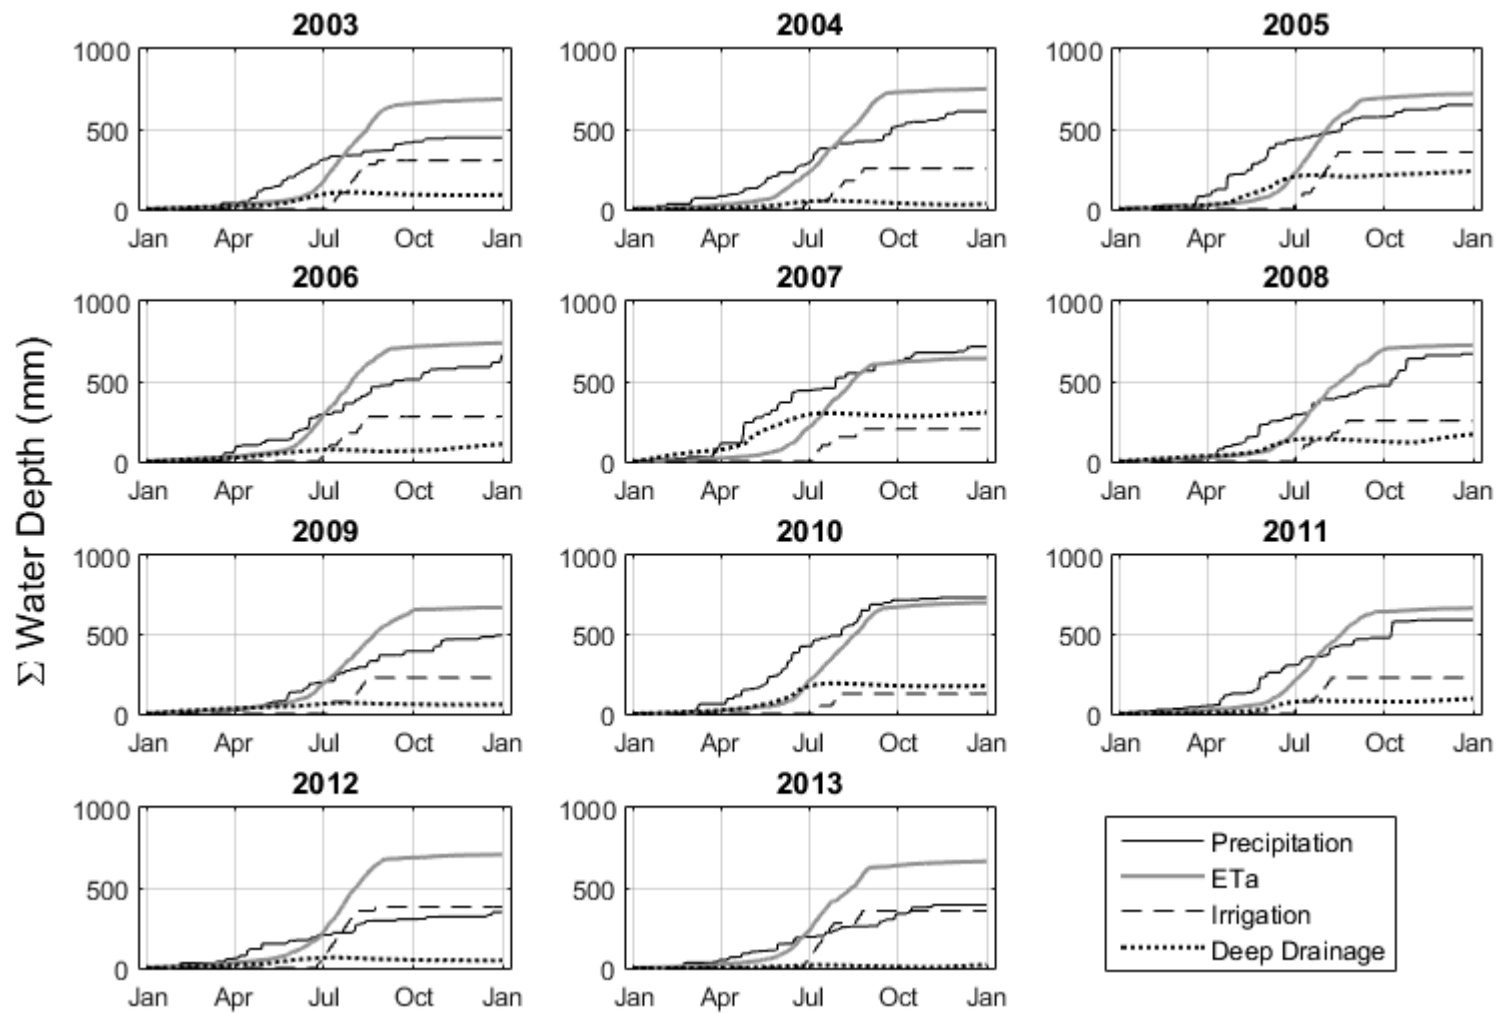 2003 2004 2005
1000 1000 1000
500 500 500
0 0 0
Jan Apr Jul Oct Jan Jan Apr Jul Oct Jan Jan Apr Jul Oct Jan
2006 2007 2008
1000 1000 1000
500 500 500
0 0 0
Jan Apr Jul Oct Jan Jan Apr Jul Oct Jan Jan Apr Jul Oct Jan
Σ Water Depth (mm)
2009 2010 2011
1000 1000 1000
500 500 500
0 0 0
Jan Apr Jul Oct Jan Jan Apr Jul Oct Jan Jan Apr Jul Oct Jan
2012 2013
1000 1000
500 500
0 0
Jan Apr Jul Oct Jan Jan Apr Jul Oct Jan
Precipitation
ETa
Irrigation
Deep Drainage